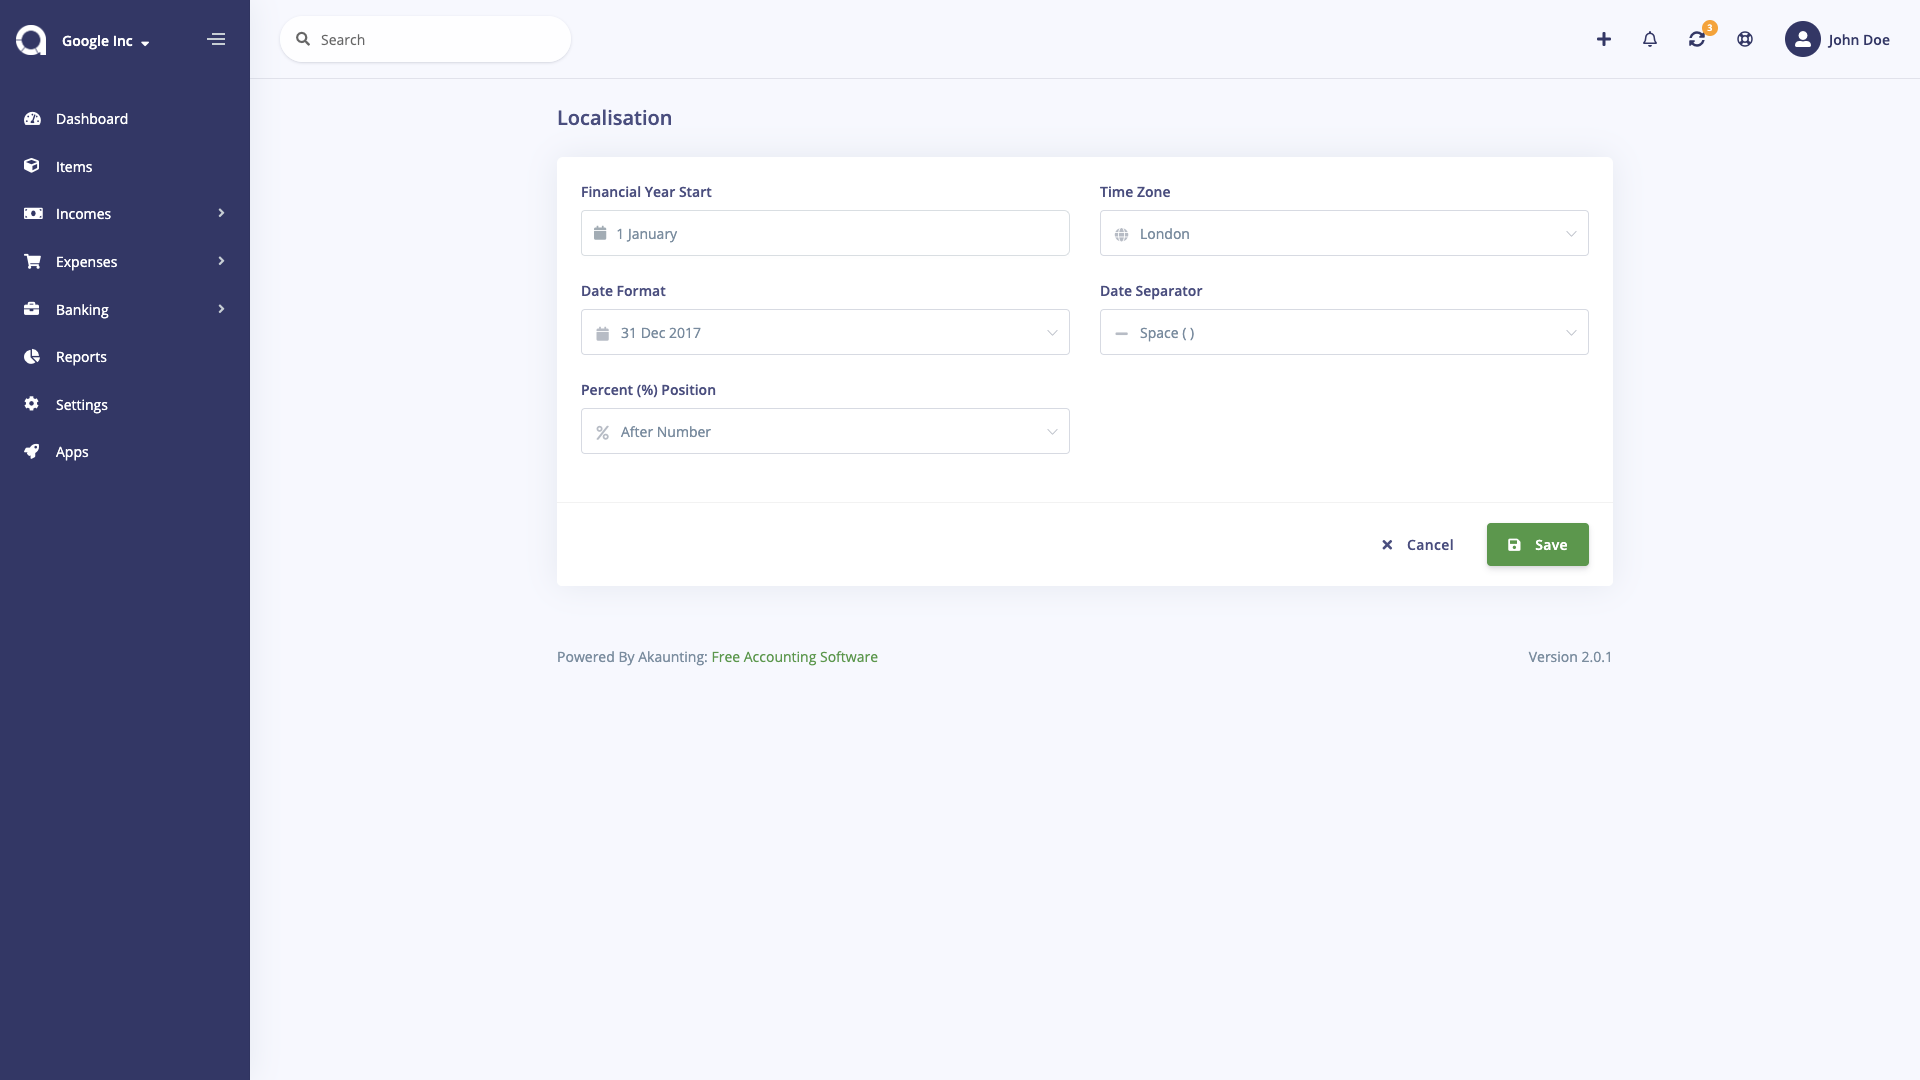 Google Inc
Search
3
John Doe
Dashboard
Items
Incomes
Expenses
Banking
Reports
Settings
Apps
Localisation
Financial Year Start
1 January
Time Zone
London
Date Format
31 Dec 2017
Date Separator
Space ( )
Percent (%) Position
After Number
Cancel
Save
Powered By Akaunting: Free Accounting Software
Version 2.0.1